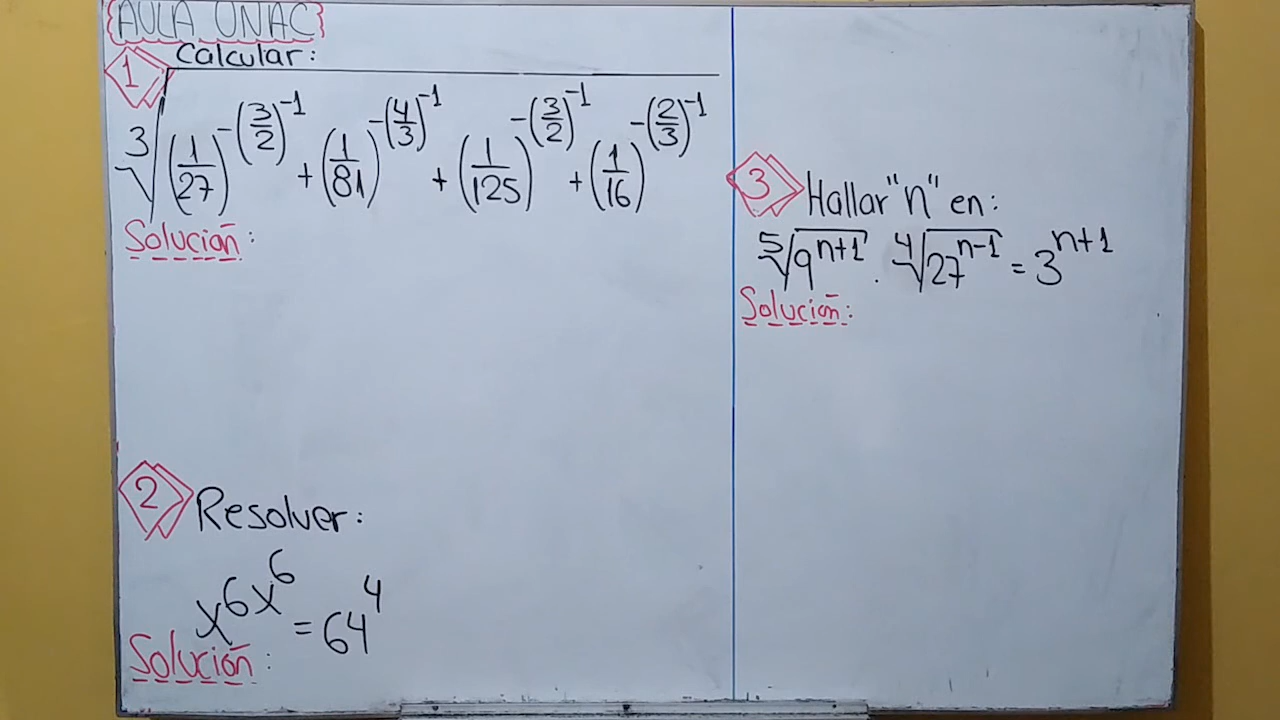 AULA UNAC
1 Calcular:
∛((1/27)^(-(3/2)^(-1)) + (1/81)^(-(4/3)^(-1)) + (1/125)^(-(3/2)^(-1)) + (1/16)^(-(2/3)^(-1)))
Solución:
2 Resolver:
x^(6x^6) = 64^4
Solución:
3 Hallar "n" en:
⁵√(9^(n+1)) . ⁴√(27^(n-1)) = 3^(n+1)
Solución: